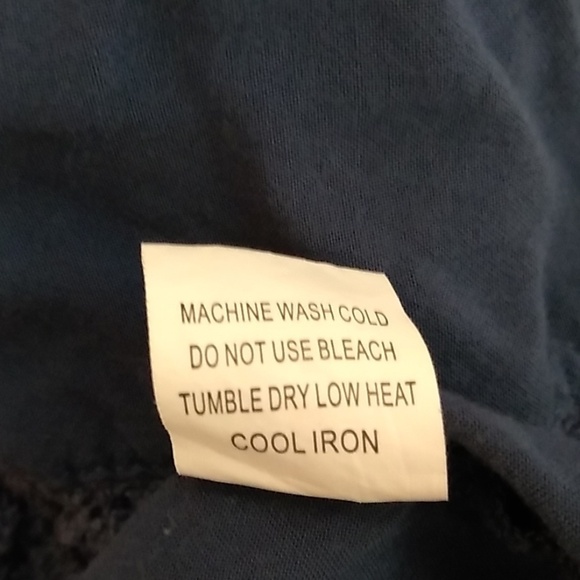 MACHINE WASH COLD
DO NOT USE BLEACH
TUMBLE DRY LOW HEAT
COOL IRON